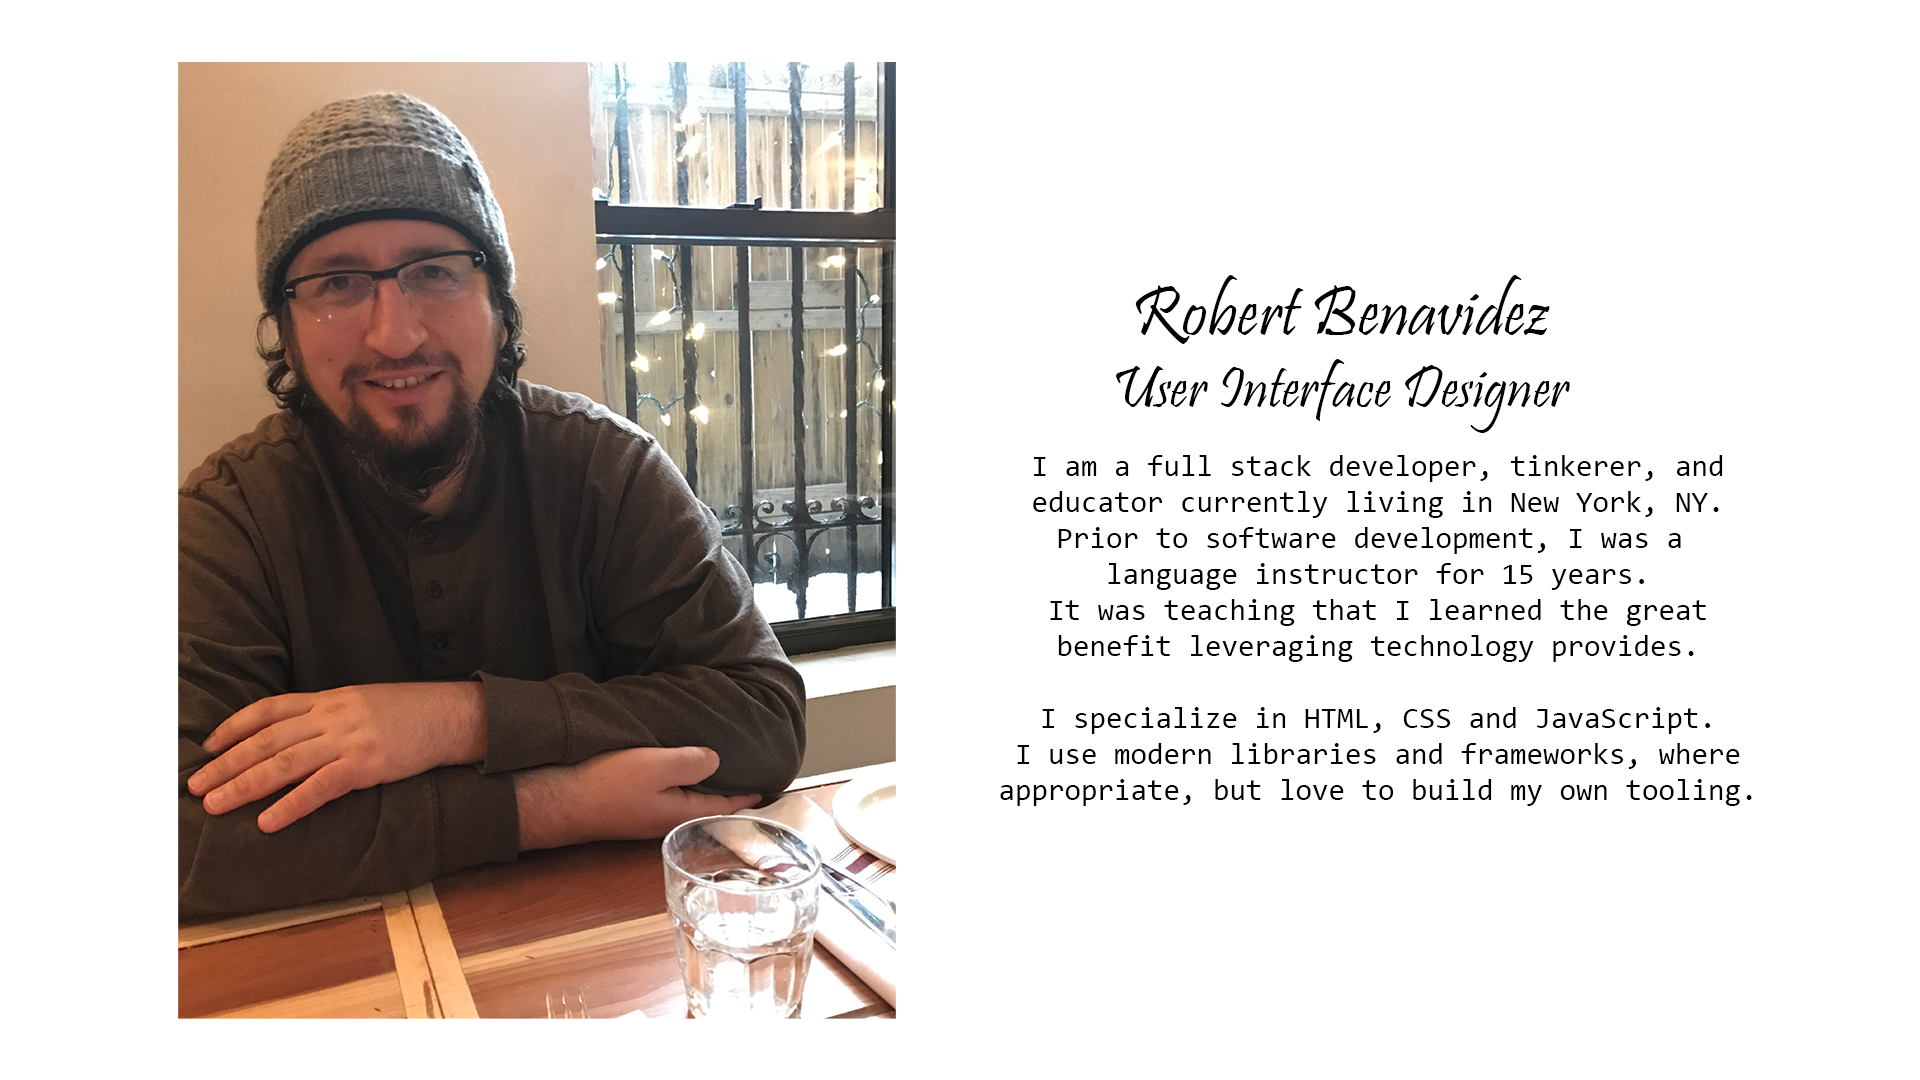 Robert Benavidez
User Interface Designer
I am a full stack developer, tinkerer, and
educator currently living in New York, NY.
Prior to software development, I was a
language instructor for 15 years.
It was teaching that I learned the great
benefit leveraging technology provides.
I specialize in HTML, CSS and JavaScript.
I use modern libraries and frameworks, where
appropriate, but love to build my own tooling.